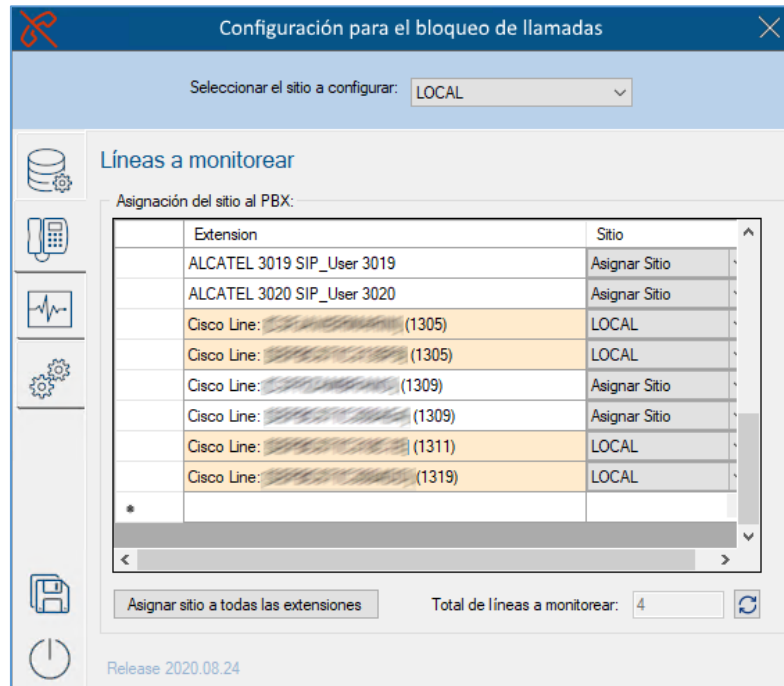 Configuración para el bloqueo de llamadas
Seleccionar el sitio a configurar: LOCAL
Líneas a monitorear
Asignación del sitio al PBX:
Extension Sitio
ALCATEL 3019 SIP_User 3019 Asignar Sitio
ALCATEL 3020 SIP_User 3020 Asignar Sitio
Cisco Line: (1305) LOCAL
Cisco Line: (1305) LOCAL
Cisco Line: (1309) Asignar Sitio
Cisco Line: (1309) Asignar Sitio
Cisco Line: (1311) LOCAL
Cisco Line: (1319) LOCAL
*
Asignar sitio a todas las extensiones Total de líneas a monitorear: 4
Release 2020.08.24